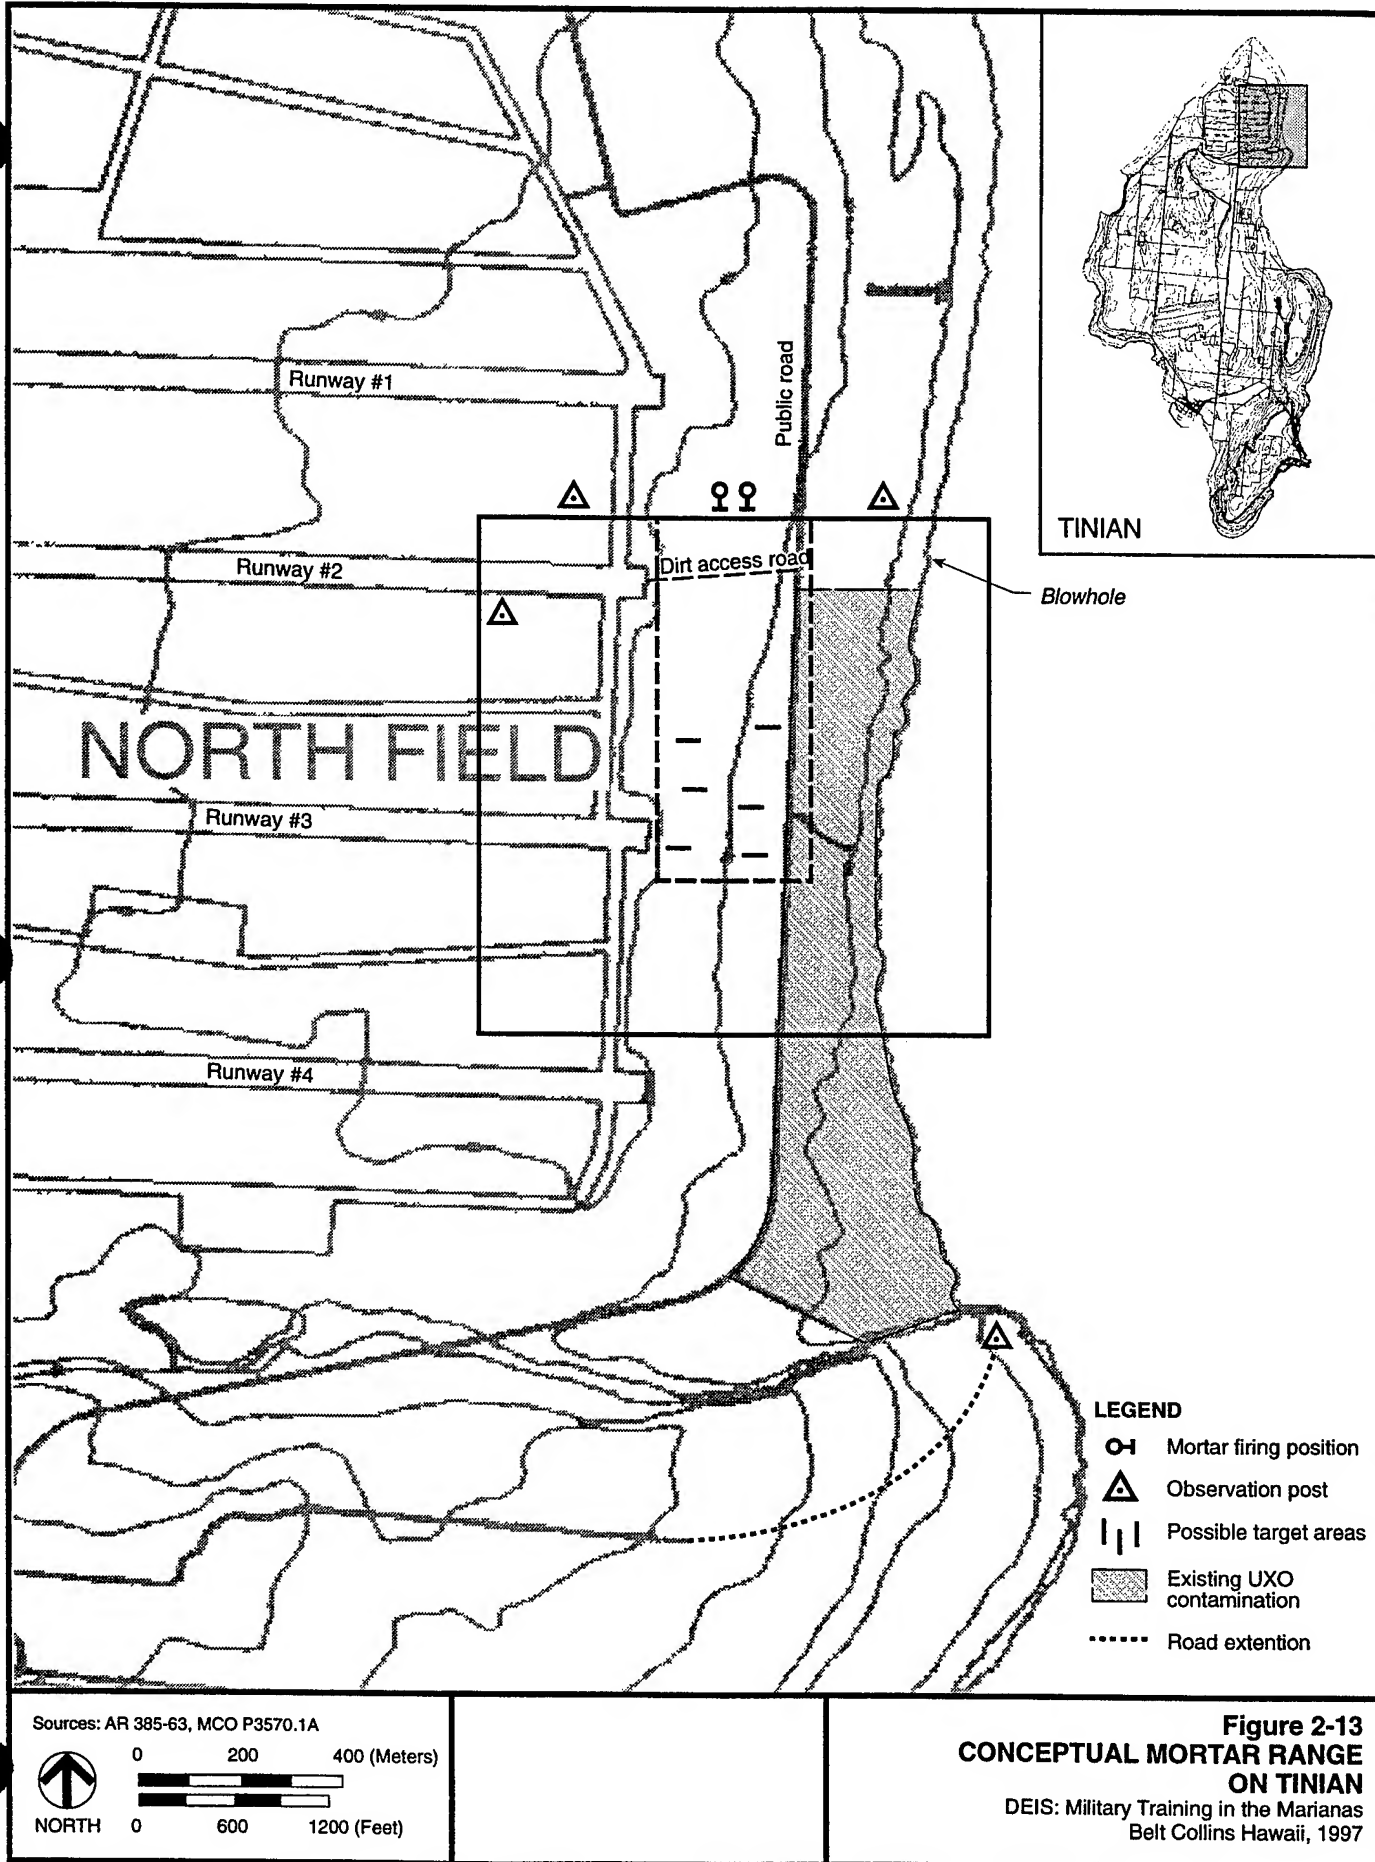 TINIAN
Runway #1
Public road
Runway #2
Dirt access road
Blowhole
NORTH FIELD
Runway #3
Runway #4
LEGEND
Mortar firing position
Observation post
Possible target areas
Existing UXO
contamination
Road extention
Sources: AR 385-63, MCO P3570.1A
0 200 400 (Meters)
NORTH
0 600 1200 (Feet)
Figure 2-13
CONCEPTUAL MORTAR RANGE
ON TINIAN
DEIS: Military Training in the Marianas
Belt Collins Hawaii, 1997